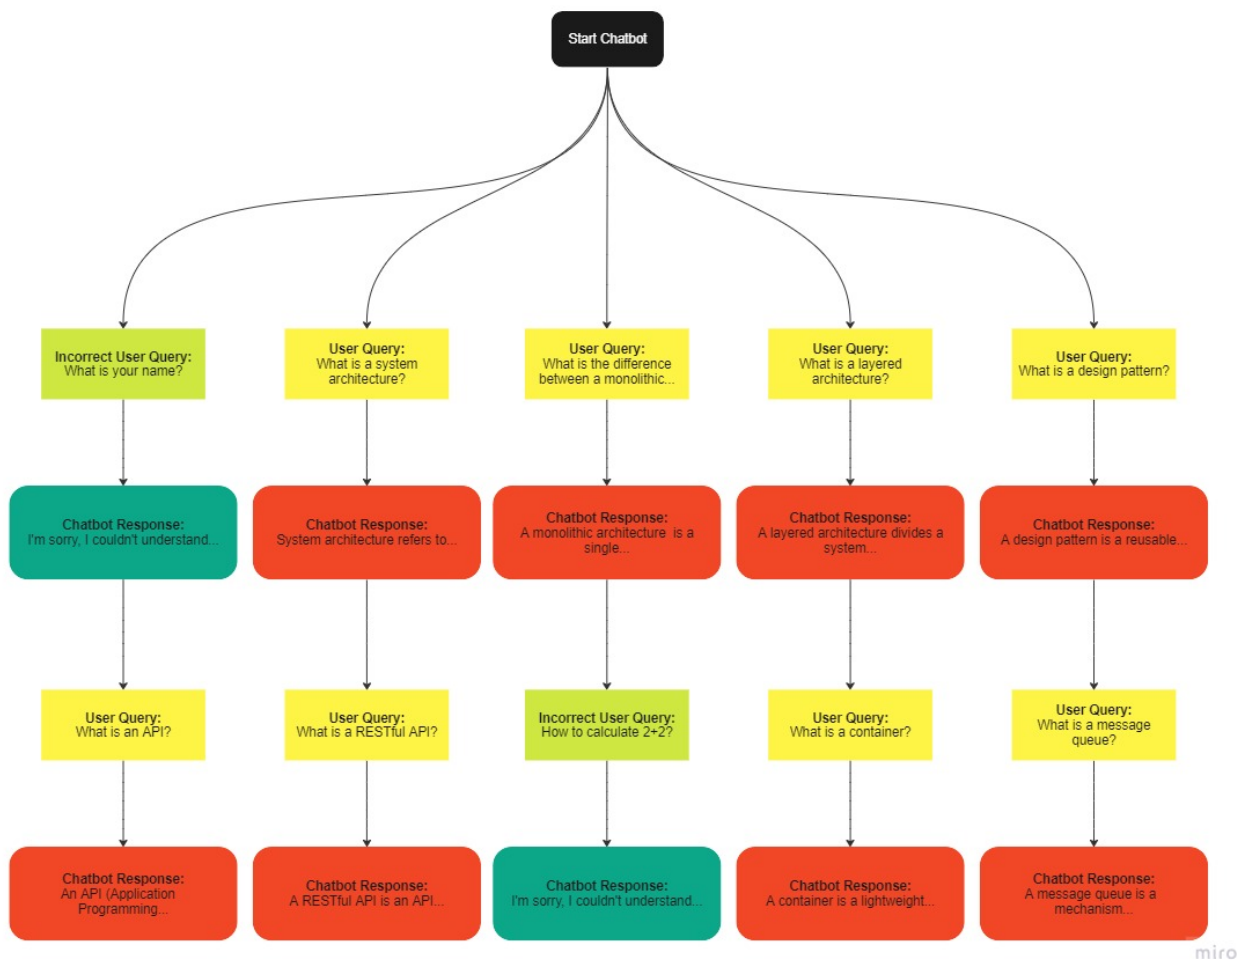 Start Chatbot
Incorrect User Query:
What is your name?
User Query:
What is a system
architecture?
User Query:
What is the difference
between a monolithic...
User Query:
What is a layered
architecture?
User Query:
What is a design pattern?
Chatbot Response:
I'm sorry, I couldn't understand...
Chatbot Response:
System architecture refers to...
Chatbot Response:
A monolithic architecture is a
single...
Chatbot Response:
A layered architecture divides a
system...
Chatbot Response:
A design pattern is a reusable...
User Query:
What is an API?
User Query:
What is a RESTful API?
Incorrect User Query:
How to calculate 2+2?
User Query:
What is a container?
User Query:
What is a message
queue?
Chatbot Response:
An API (Application
Programming...
Chatbot Response:
A RESTful API is an API...
Chatbot Response:
I'm sorry, I couldn't understand...
Chatbot Response:
A container is a lightweight...
Chatbot Response:
A message queue is a
mechanism...
miro